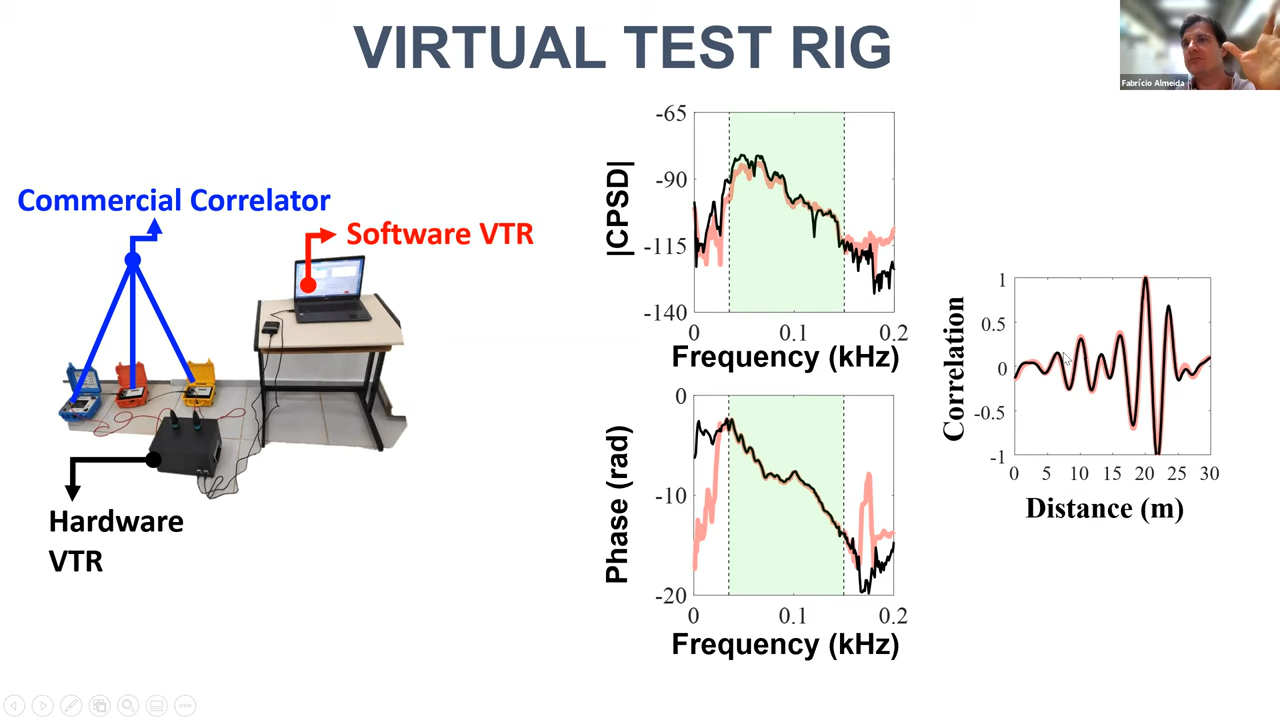 VIRTUAL TEST RIG
Fabrício Almeida
Commercial Correlator
Software VTR
Hardware
VTR
|CPSD|
-65
-90
-115
-140
0
0.1
0.2
Frequency (kHz)
Phase (rad)
0
-10
-20
0
0.1
0.2
Frequency (kHz)
Correlation
1
0.5
0
-0.5
-1
0
5
10
15
20
25
30
Distance (m)